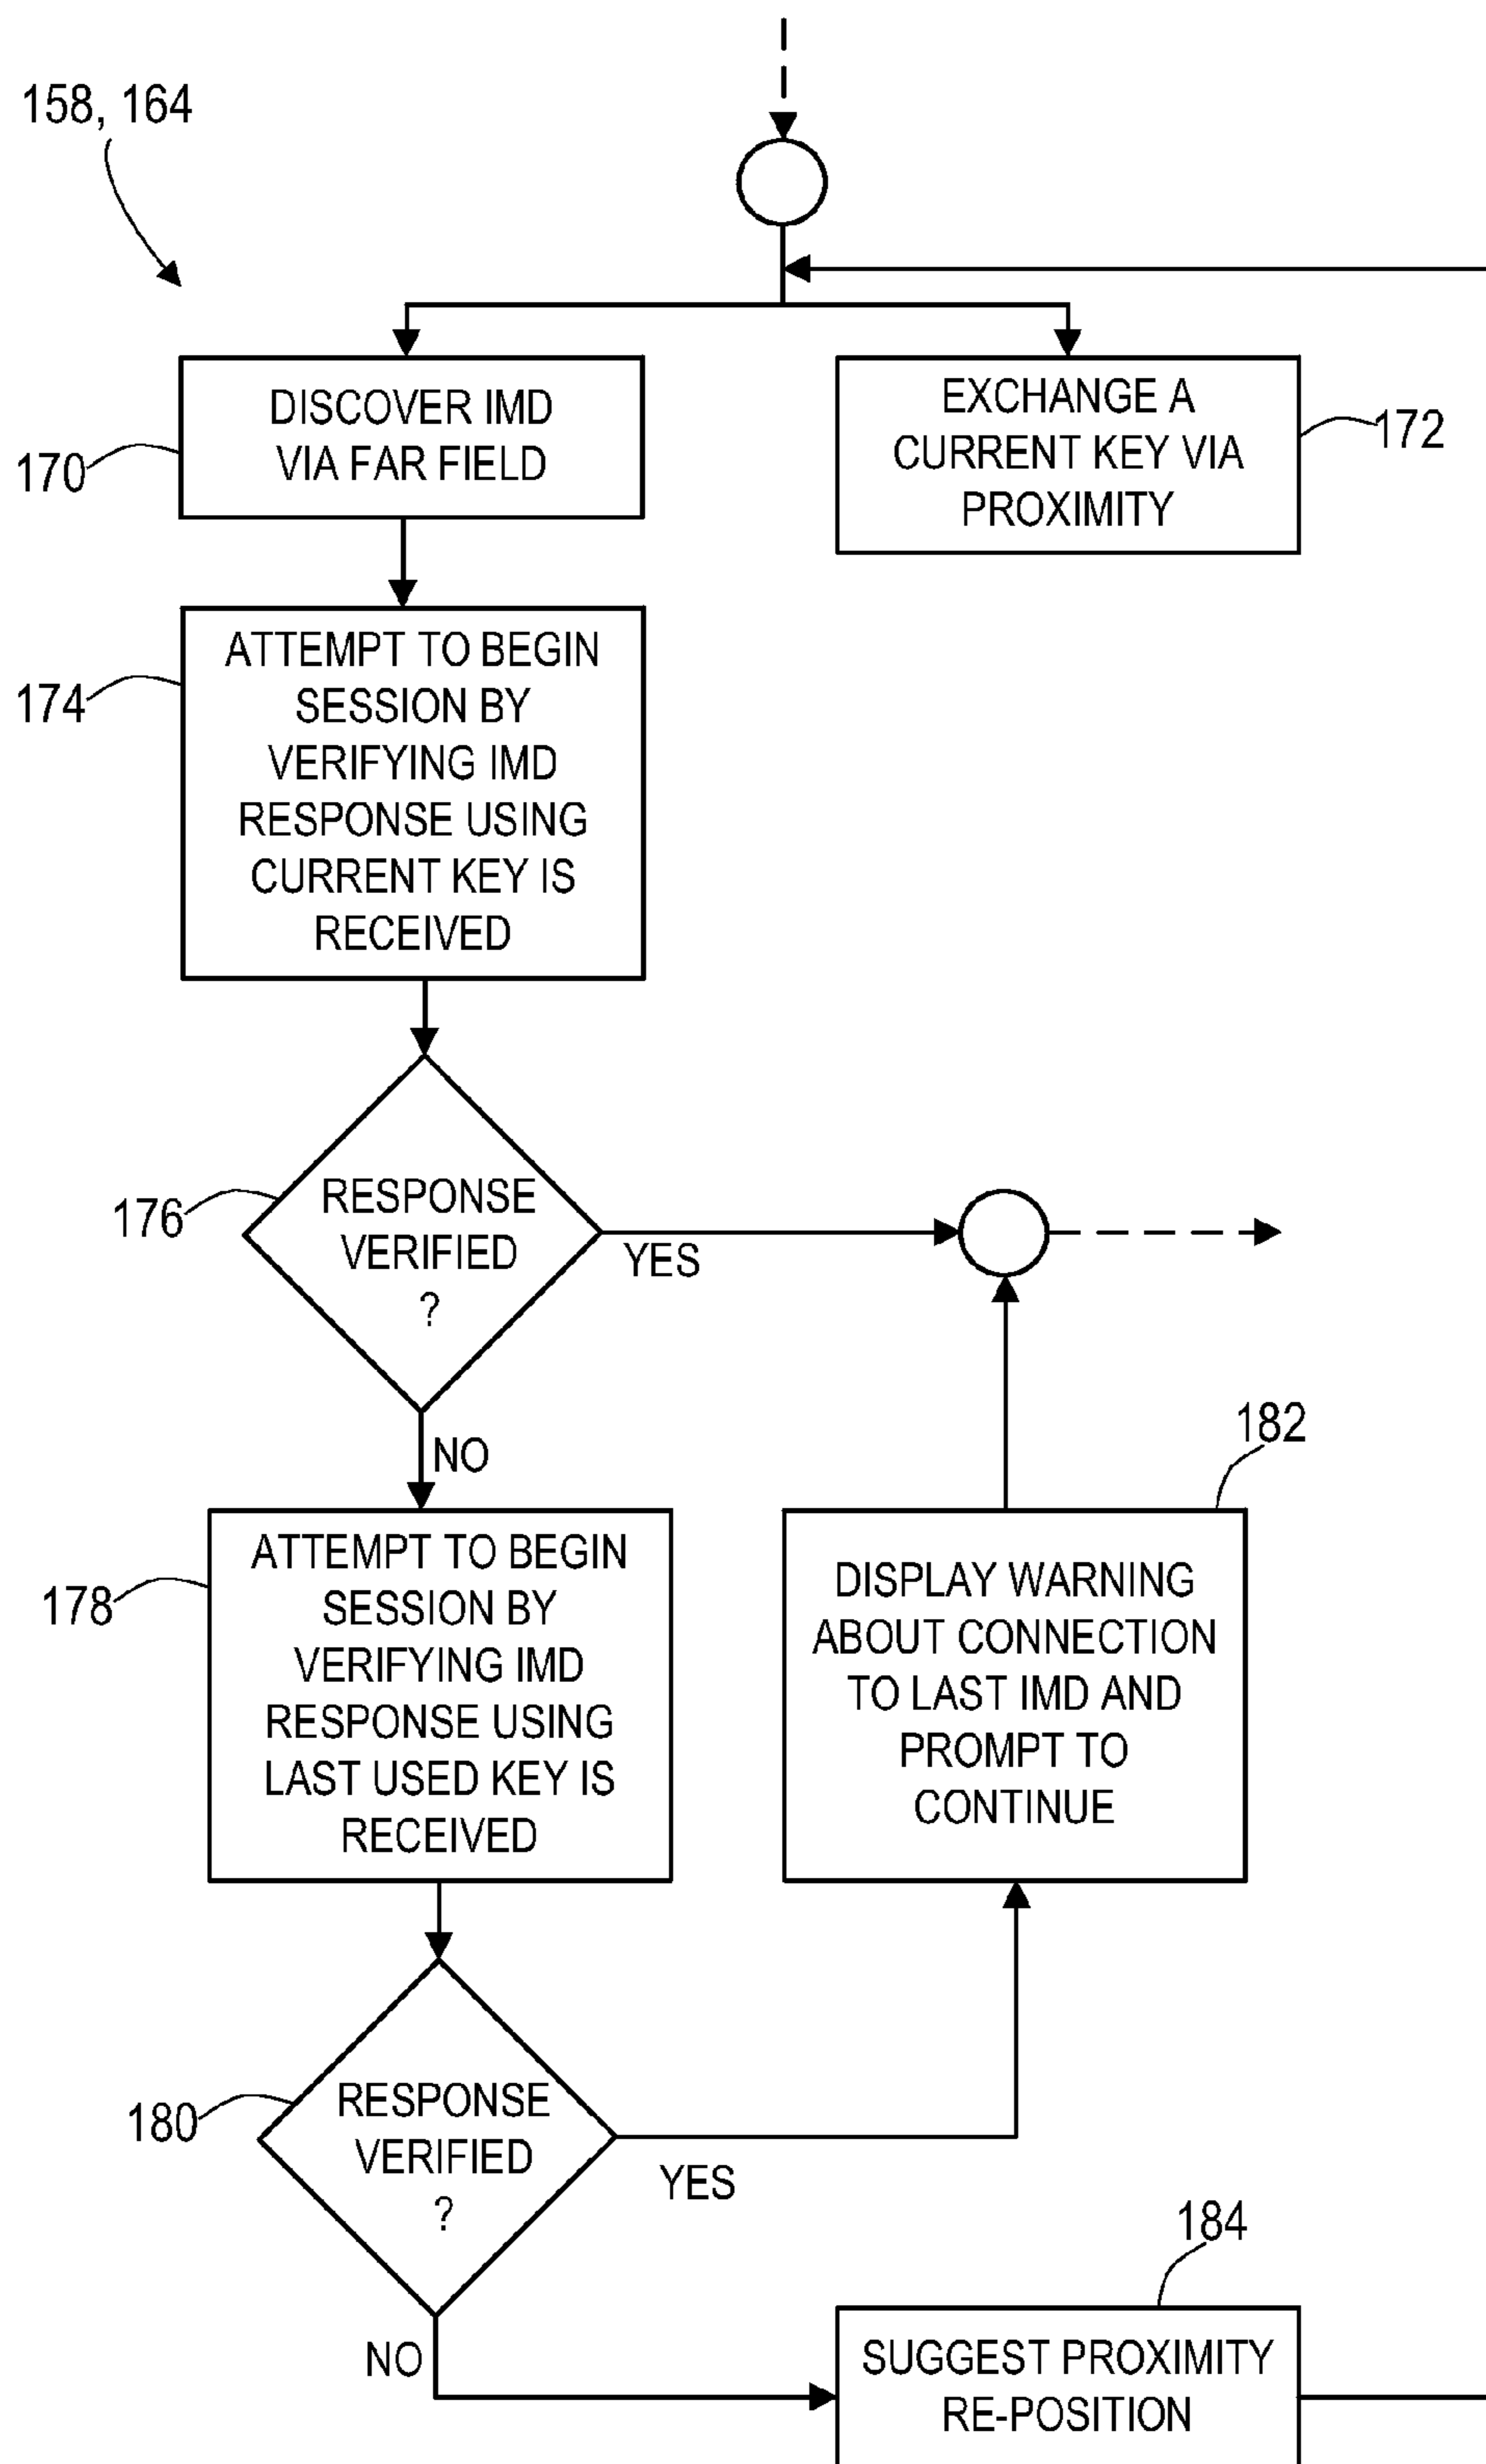 158, 164
DISCOVER IMD
VIA FAR FIELD
170
EXCHANGE A
CURRENT KEY VIA
PROXIMITY
172
ATTEMPT TO BEGIN
SESSION BY
VERIFYING IMD
RESPONSE USING
CURRENT KEY IS
RECEIVED
174
RESPONSE
VERIFIED
?
176
YES
NO
ATTEMPT TO BEGIN
SESSION BY
VERIFYING IMD
RESPONSE USING
LAST USED KEY IS
RECEIVED
178
182
DISPLAY WARNING
ABOUT CONNECTION
TO LAST IMD AND
PROMPT TO
CONTINUE
RESPONSE
VERIFIED
?
180
YES
NO
184
SUGGEST PROXIMITY
RE-POSITION